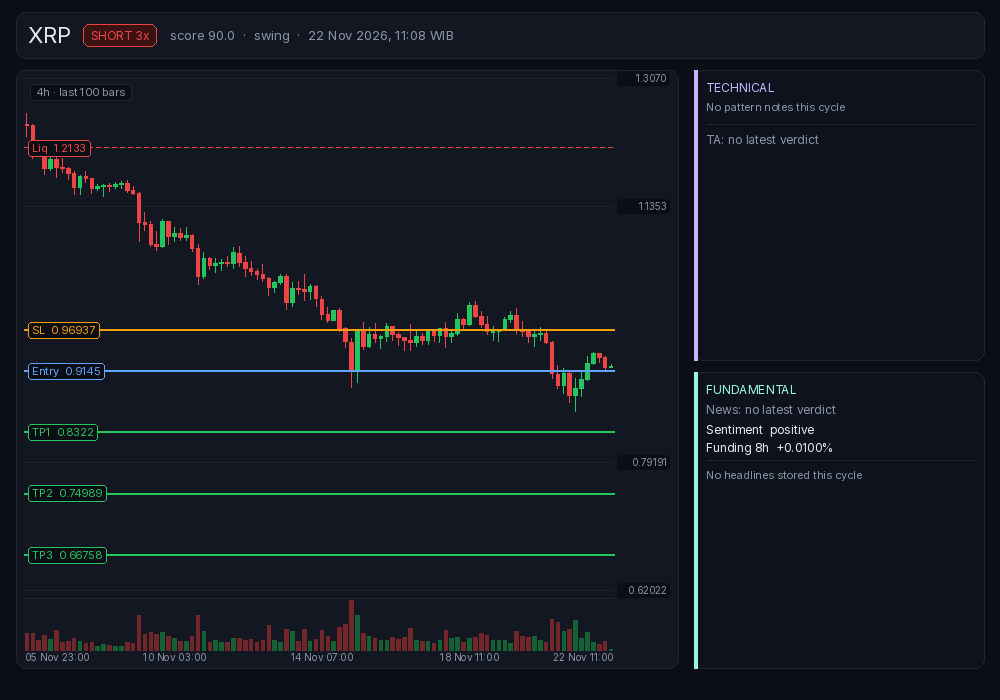 XRP SHORT 3x score 90.0 · swing · 22 Nov 2026, 11:08 WIB
4h · last 100 bars
1.3070
Liq 1.2133
1.1353
SL 0.96937
Entry 0.9145
TP1 0.8322
0.79191
TP2 0.74989
TP3 0.66758
0.62022
05 Nov 23:00 10 Nov 03:00 14 Nov 07:00 18 Nov 11:00 22 Nov 11:00
TECHNICAL
No pattern notes this cycle
TA: no latest verdict
FUNDAMENTAL
News: no latest verdict
Sentiment positive
Funding 8h +0.0100%
No headlines stored this cycle